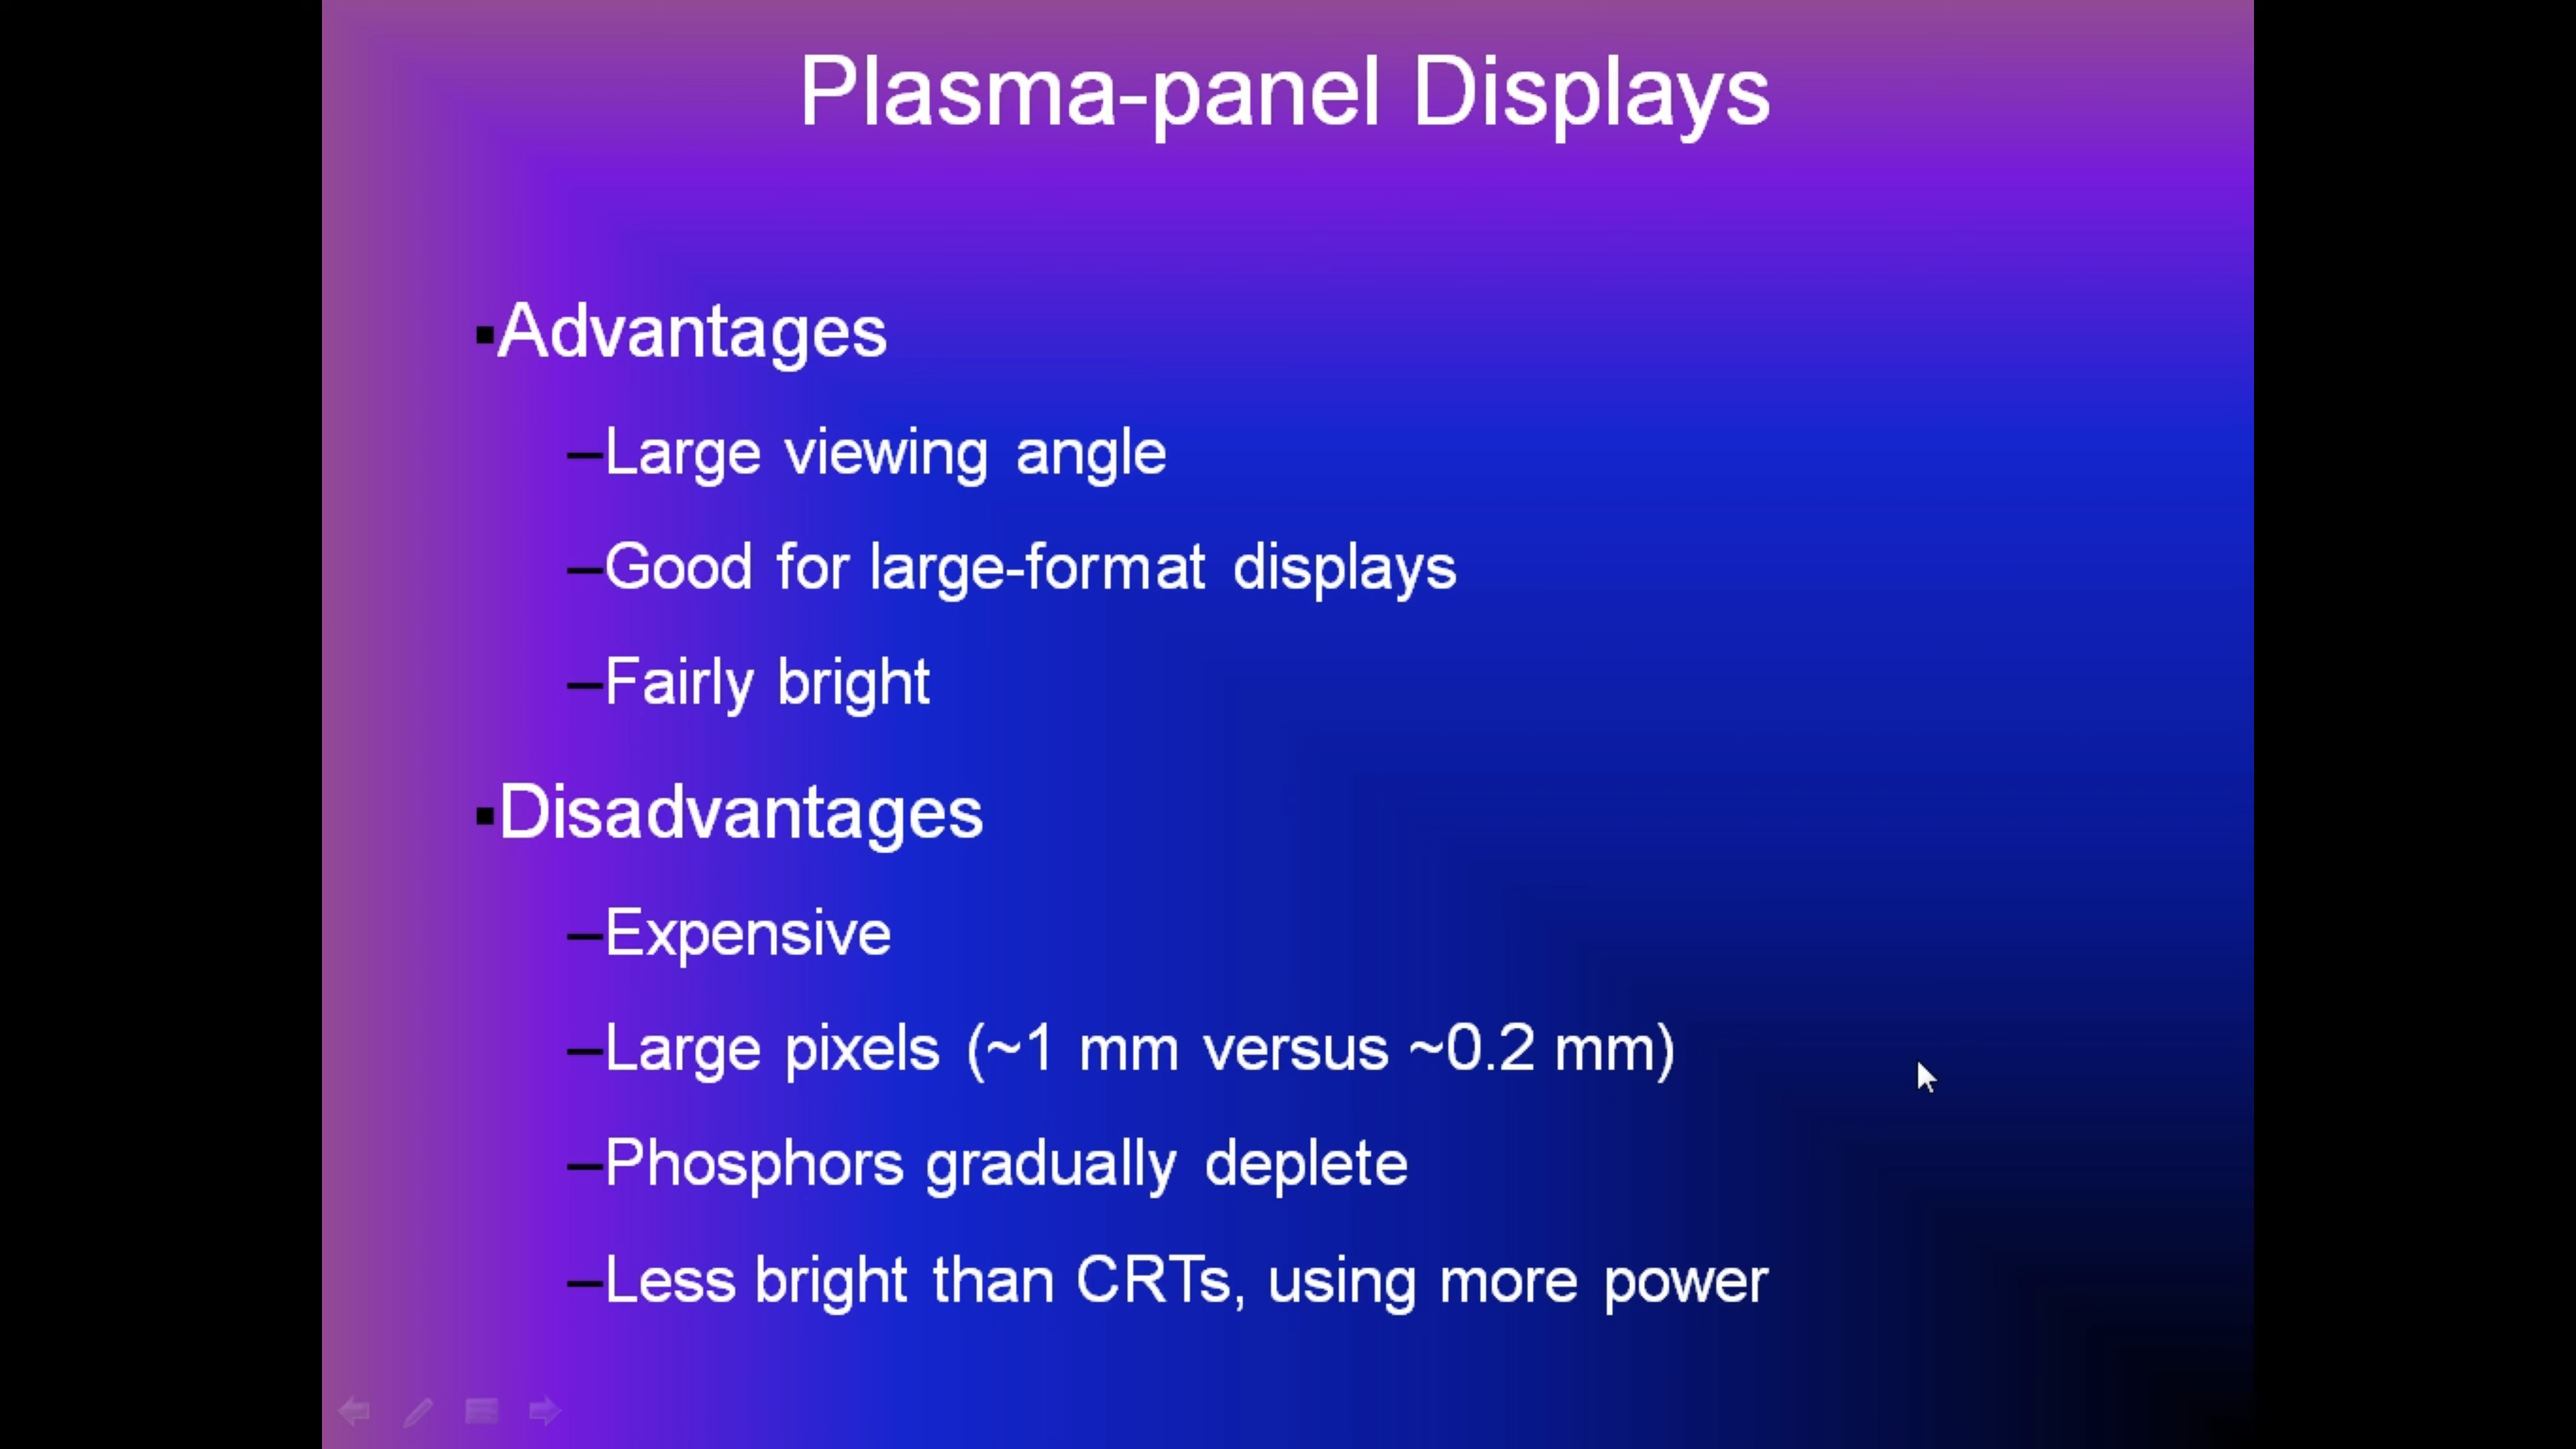 Plasma-panel Displays
▪Advantages
–Large viewing angle
–Good for large-format displays
–Fairly bright
▪Disadvantages
–Expensive
–Large pixels (~1 mm versus ~0.2 mm)
–Phosphors gradually deplete
–Less bright than CRTs, using more power